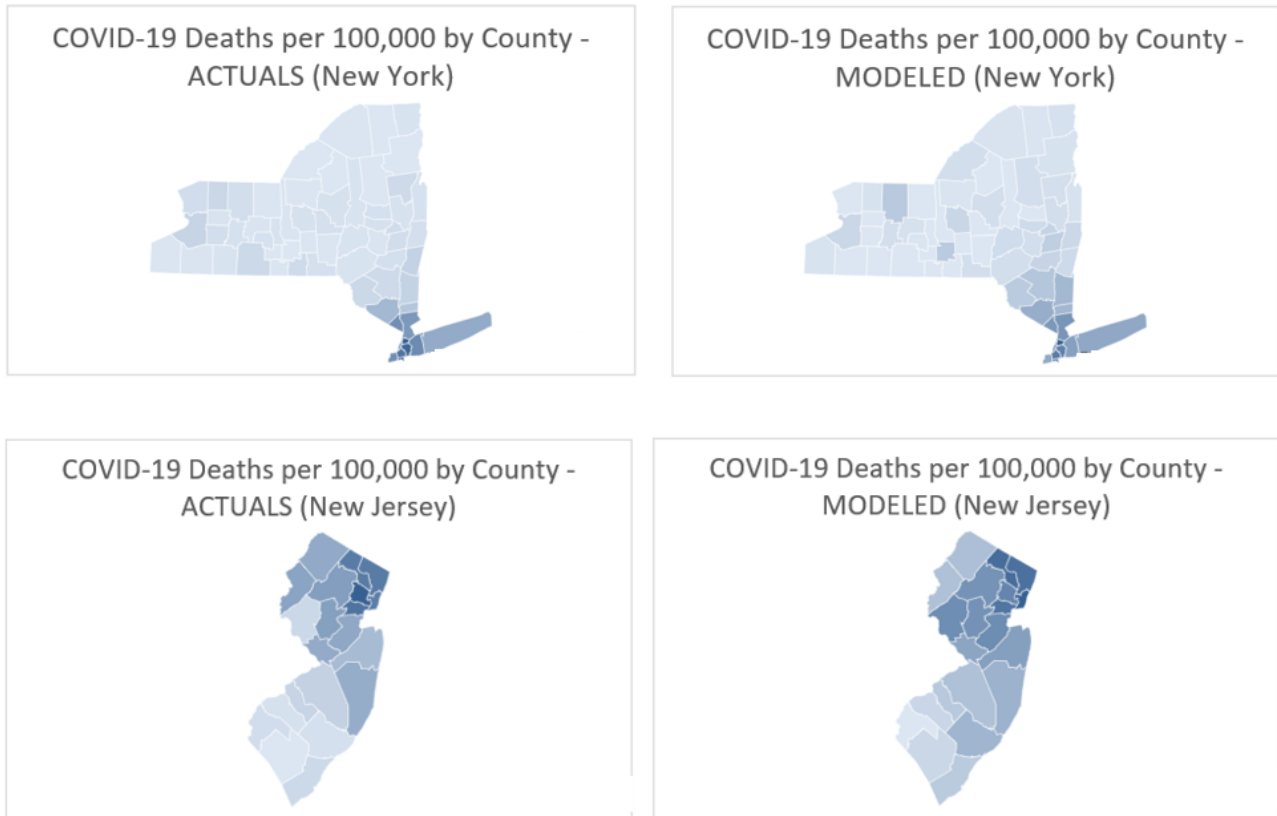 COVID-19 Deaths per 100,000 by County -
ACTUALS (New York)
COVID-19 Deaths per 100,000 by County -
MODELED (New York)
COVID-19 Deaths per 100,000 by County -
ACTUALS (New Jersey)
COVID-19 Deaths per 100,000 by County -
MODELED (New Jersey)